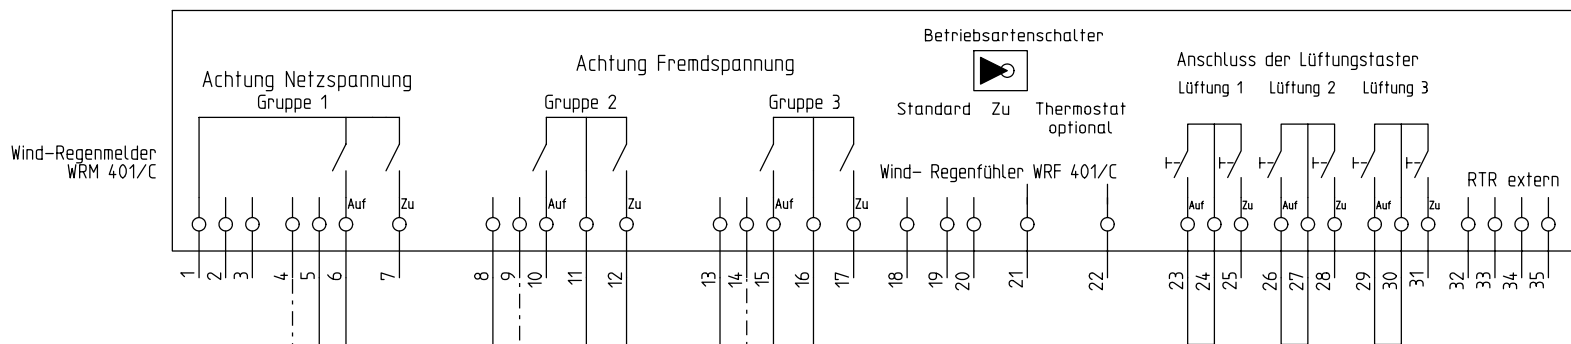 Betriebsartenschalter
Achtung Netzspannung
Achtung Fremdspannung
Anschluss der Lüftungstaster
Gruppe 1
Gruppe 2
Gruppe 3
Standard Zu Thermostat
optional
Lüftung 1 Lüftung 2 Lüftung 3
Wind-Regenmelder
WRM 401/C
Wind- Regenfühler WRF 401/C
RTR extern
Auf Zu Auf Zu Auf Zu Auf Zu Auf Zu Auf Zu
1 2 3 4 5 6 7 8 9 10 11 12 13 14 15 16 17 18 19 20 21 22 23 24 25 26 27 28 29 30 31 32 33 34 35